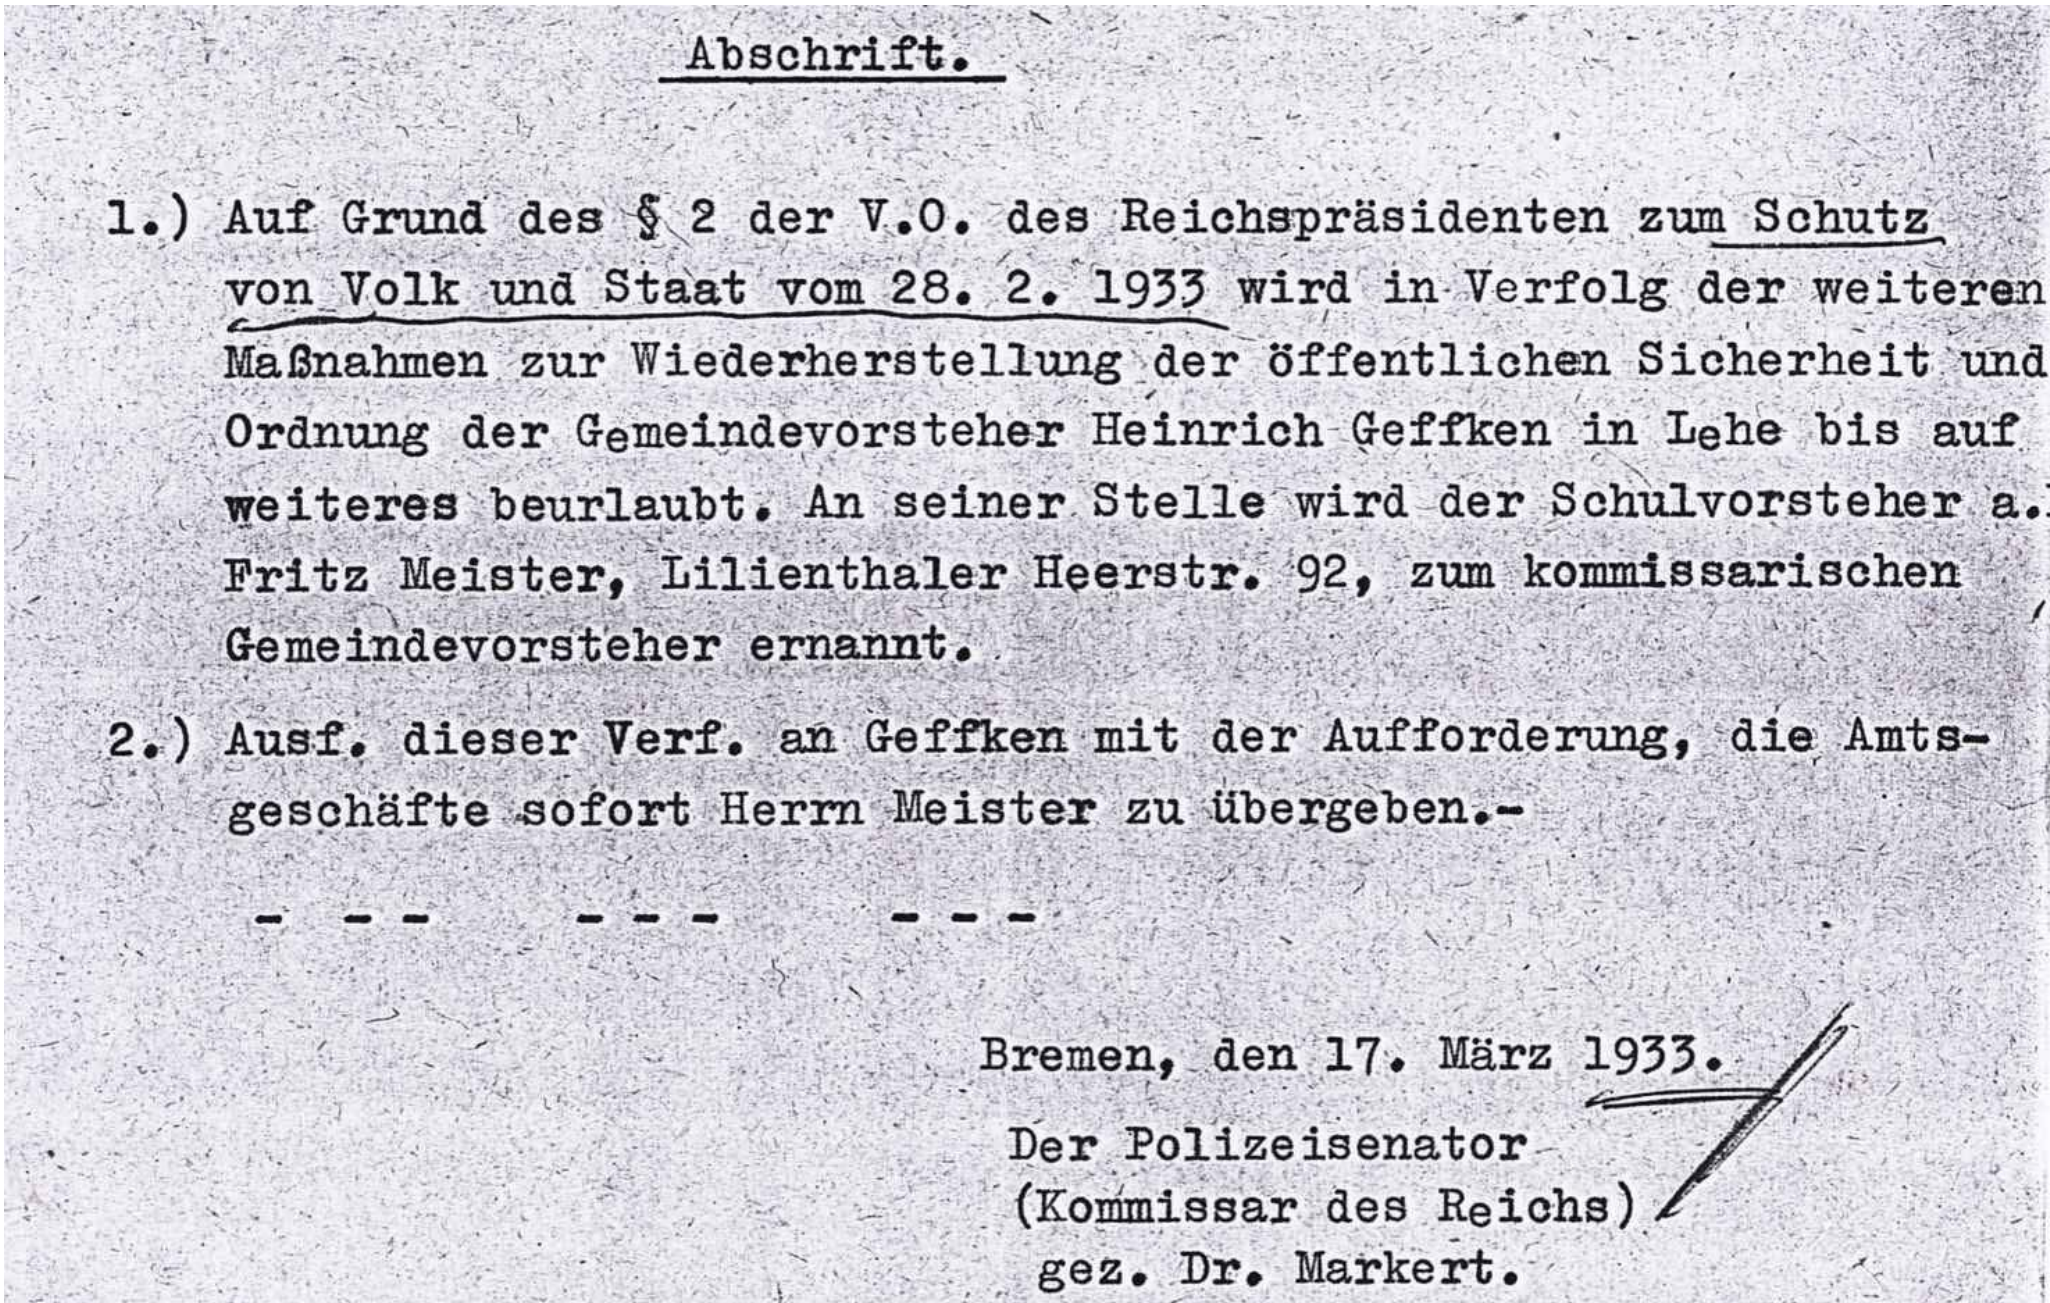 Abschrift.
1.) Auf Grund des § 2 der V.O. des Reichspräsidenten zum Schutz
von Volk und Staat vom 28. 2. 1933 wird in Verfolg der weiteren
Maßnahmen zur Wiederherstellung der öffentlichen Sicherheit und
Ordnung der Gemeindevorsteher Heinrich Geffken in Lehe bis auf
weiteres beurlaubt. An seiner Stelle wird der Schulvorsteher a.
Fritz Meister, Lilienthaler Heerstr. 92, zum kommissarischen
Gemeindevorsteher ernannt.
2.) Ausf. dieser Verf. an Geffken mit der Aufforderung, die Amts-
geschäfte sofort Herrn Meister zu übergeben.-
- - -   - - -   - - -
Bremen, den 17. März 1933.
Der Polizeisenator
(Kommissar des Reichs)
gez. Dr. Markert.